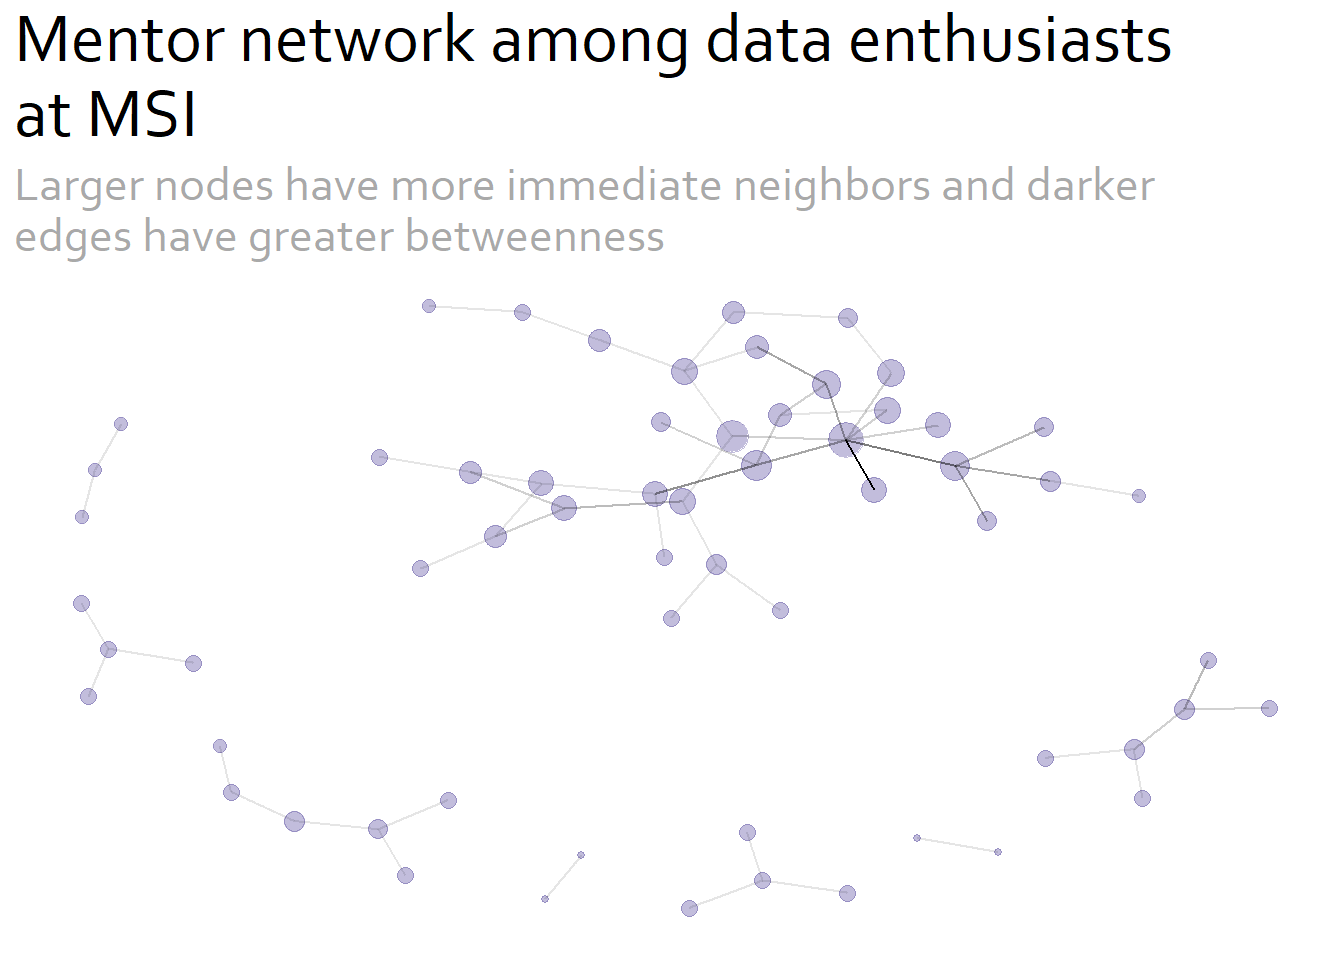 Mentor network among data enthusiasts
at MSI
Larger nodes have more immediate neighbors and darker
edges have greater betweenness